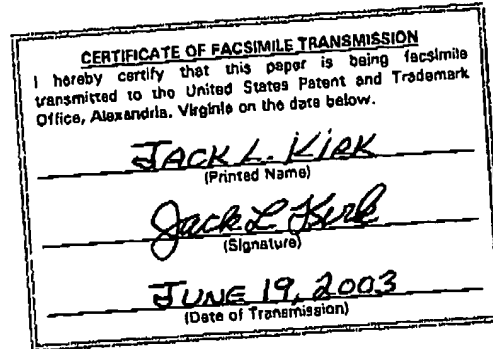 CERTIFICATE OF FACSIMILE TRANSMISSION
I hereby certify that this paper is being facsimile
transmitted to the United States Patent and Trademark
Office, Alexandria, Virginia on the date below.
JACK L. KIRK
(Printed Name)
Jack L Kirk
(Signature)
JUNE 19, 2003
(Date of Transmission)